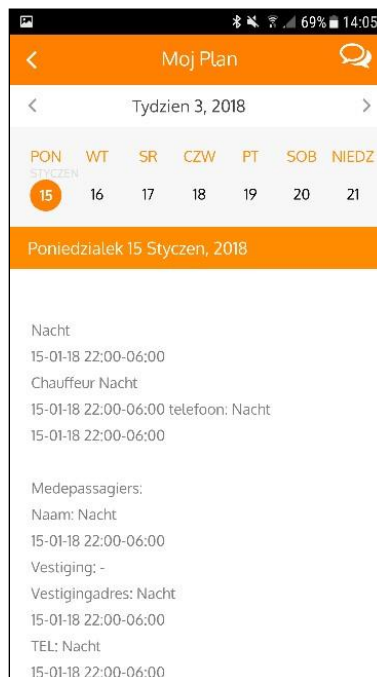 69% 14:05
Moj Plan
Tydzien 3, 2018
PON WT SR CZW PT SOB NIEDZ
STYCZEN
15 16 17 18 19 20 21
Poniedzialek 15 Styczen, 2018
Nacht
15-01-18 22:00-06:00
Chauffeur Nacht
15-01-18 22:00-06:00 telefoon: Nacht
15-01-18 22:00-06:00
Medepassagiers:
Naam: Nacht
15-01-18 22:00-06:00
Vestiging: -
Vestigingadres: Nacht
15-01-18 22:00-06:00
TEL: Nacht
15-01-18 22:00-06:00